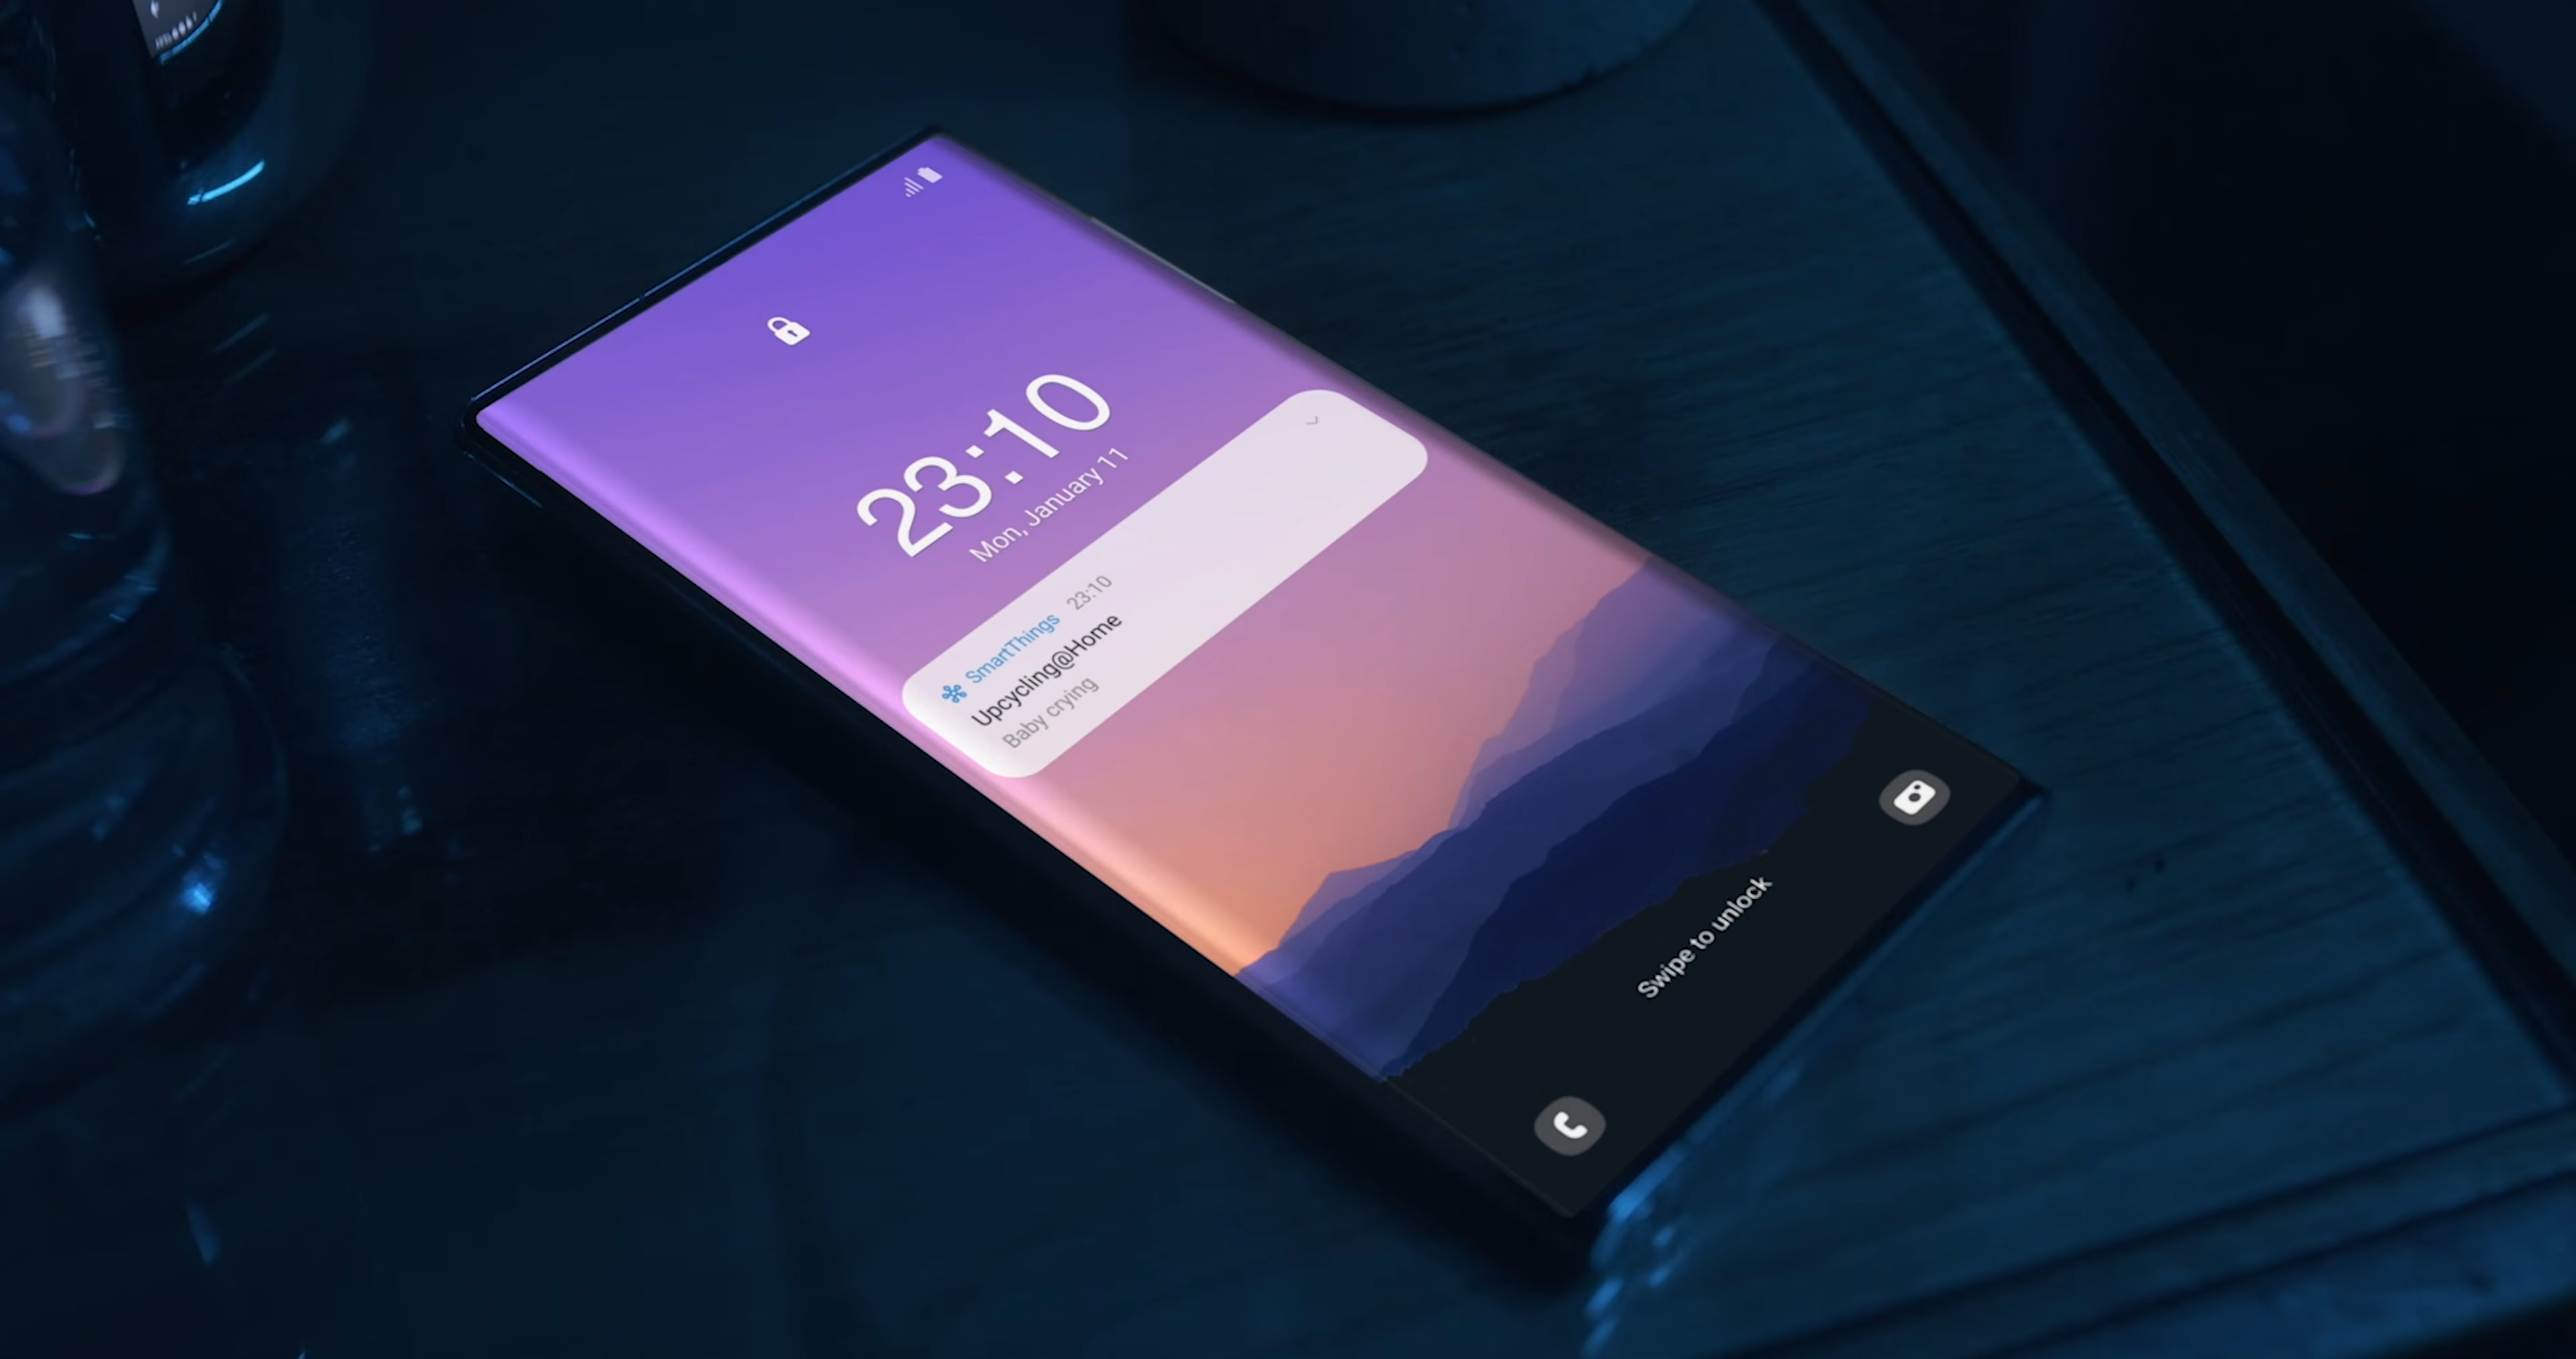 23:10
Mon, January 11
SmartThings 23:10
Upcycling@Home
Baby crying
Swipe to unlock